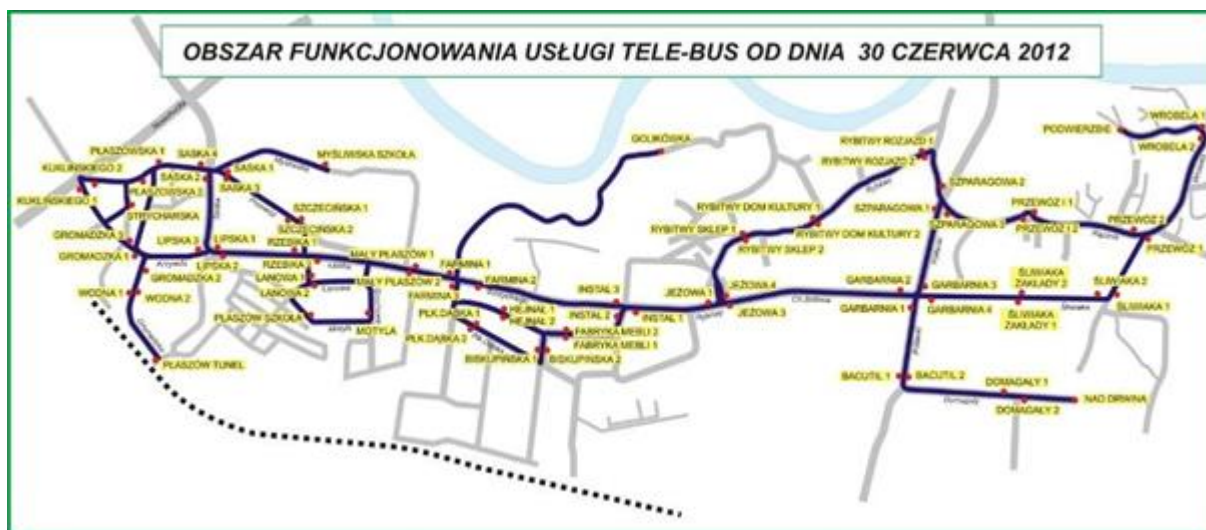 OBSZAR FUNKCJONOWANIA USŁUGI TELE-BUS OD DNIA 30 CZERWCA 2012
GOLIKÓWKA
WROBELA 1
PODWIERZBIE
WROBELA 2
RYBITWY ROZJAZD 1
RYBITWY ROZJAZD 2
PŁASZOWSKA 1
SASKA 4
MYŚLIWSKA SZKOŁA
KUKLIŃSKIEGO 2
SASKA 1
SASKA 2
SASKA 3
PŁASZOWSKA 2
KUKLIŃSKIEGO 1
STRYCHARSKA
SZCZECIŃSKA 1
SZCZECIŃSKA 2
SZPARAGOWA 2
SZPARAGOWA 1
SZPARAGOWA 3
PRZEWÓZ I 1
PRZEWÓZ I 2
PRZEWÓZ 2
PRZEWÓZ 1
RYBITWY DOM KULTURY 1
RYBITWY DOM KULTURY 2
RYBITWY SKLEP 1
RYBITWY SKLEP 2
GROMADZKA 3
GROMADZKA 1
GROMADZKA 2
LIPSKA 3
LIPSKA 1
LIPSKA 2
RZEBIKA 1
RZEBIKA
MAŁY PŁASZÓW 1
MAŁY PŁASZÓW 2
LANOWA 1
LANOWA 2
WODNA 1
WODNA 2
PŁASZÓW SZKOŁA
MOTYLA
PŁASZÓW TUNEL
FARMINA 1
FARMINA 2
FARMINA 3
PŁK.DĄBKA 1
PŁK.DĄBKA 2
HEJNAŁ 1
HEJNAŁ 2
INSTAL 3
INSTAL 2
INSTAL 1
FABRYKA MEBLI 2
FABRYKA MEBLI 1
BISKUPIŃSKA 1
BISKUPIŃSKA 2
JEŻOWA 1
JEŻOWA 4
JEŻOWA 3
GARBARNIA 2
GARBARNIA 3
GARBARNIA 1
GARBARNIA 4
ŚLIWIAKA ZAKŁADY 2
ŚLIWIAKA ZAKŁADY 1
ŚLIWIAKA 2
ŚLIWIAKA 1
BACUTIL 1
BACUTIL 2
DOMAGAŁY 1
DOMAGAŁY 2
NAD DRWINA